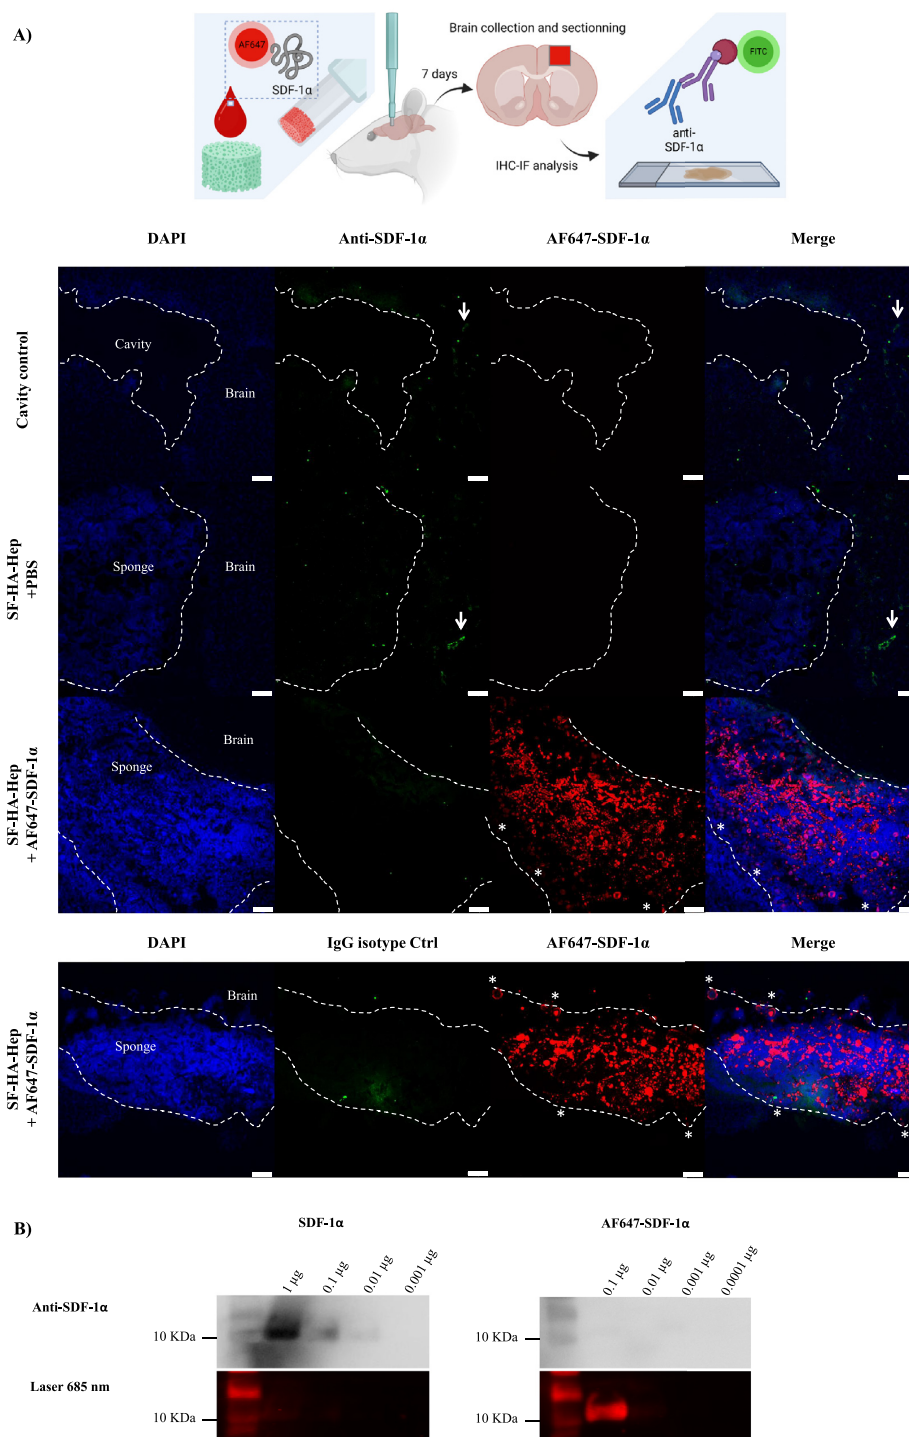 A)
AF647
SDF-1α
7 days
Brain collection and sectionning
IHC-IF analysis
FITC
anti-
SDF-1α
DAPI
Anti-SDF-1α
AF647-SDF-1α
Merge
Cavity control
Cavity
Brain
SF-HA-Hep
+PBS
Sponge
Brain
SF-HA-Hep
+ AF647-SDF-1α
Brain
Sponge
*
*
*
*
*
*
DAPI
IgG isotype Ctrl
AF647-SDF-1α
Merge
SF-HA-Hep
+ AF647-SDF-1α
Brain
Sponge
*
*
*
*
*
*
*
*
B)
SDF-1α
AF647-SDF-1α
1 µg
0.1 µg
0.01 µg
0.001 µg
0.1 µg
0.01 µg
0.001 µg
0.0001 µg
Anti-SDF-1α
10 KDa
10 KDa
Laser 685 nm
10 KDa
10 KDa